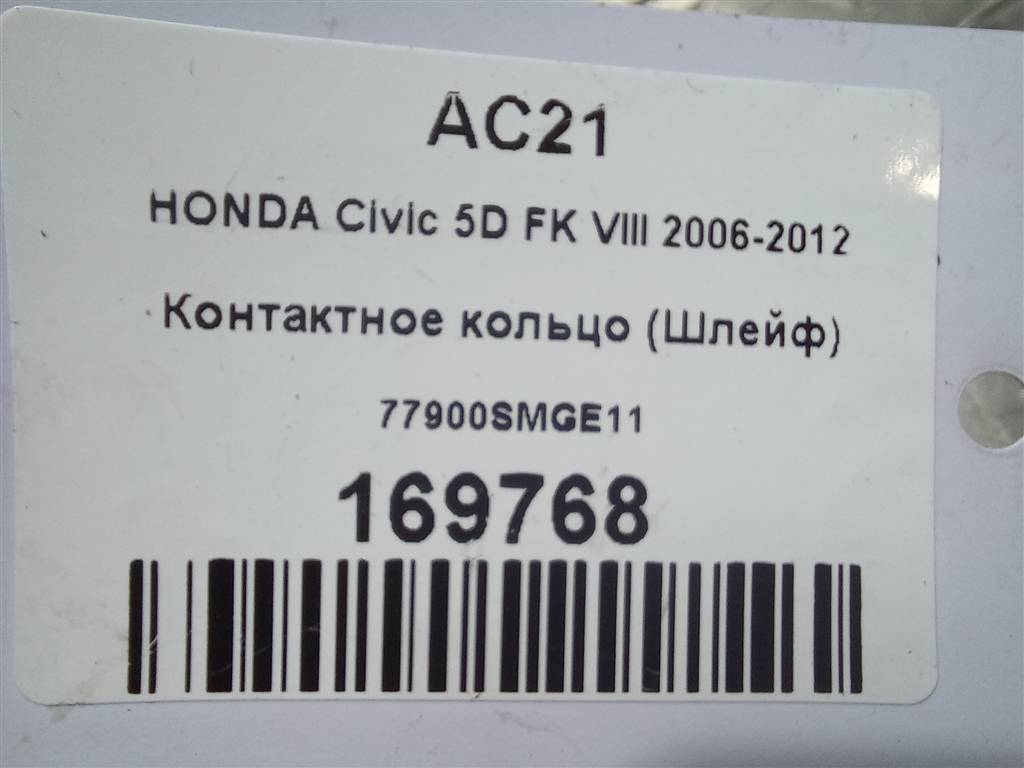 AC21
HONDA Civic 5D FK VIII 2006-2012
Контактное кольцо (Шлейф)
77900SMGE11
169768